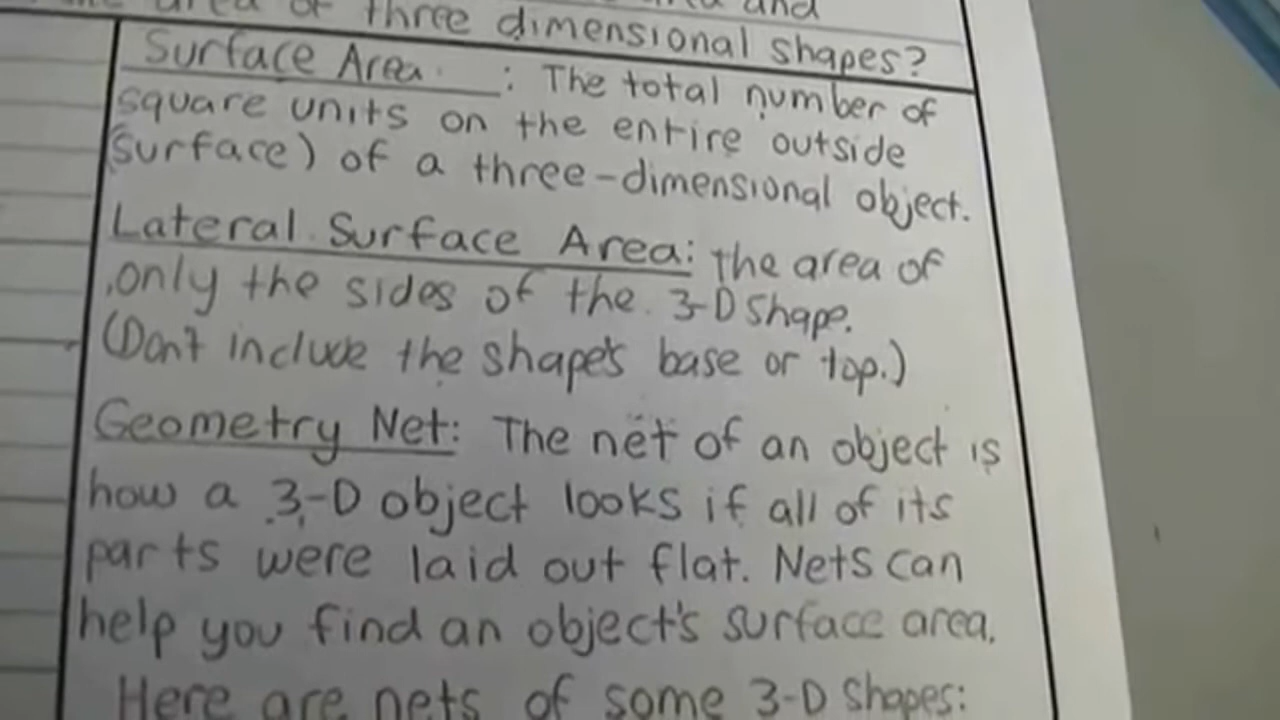 area of and
three dimensional shapes?
Surface Area : The total number of
square units on the entire outside
(surface) of a three-dimensional object.
Lateral Surface Area: the area of
only the sides of the 3-D Shape.
(Don't include the shape's base or top.)
Geometry Net: The net of an object is
how a 3-D object looks if all of its
parts were laid out flat. Nets can
help you find an object's surface area.
Here are nets of some 3-D Shapes: